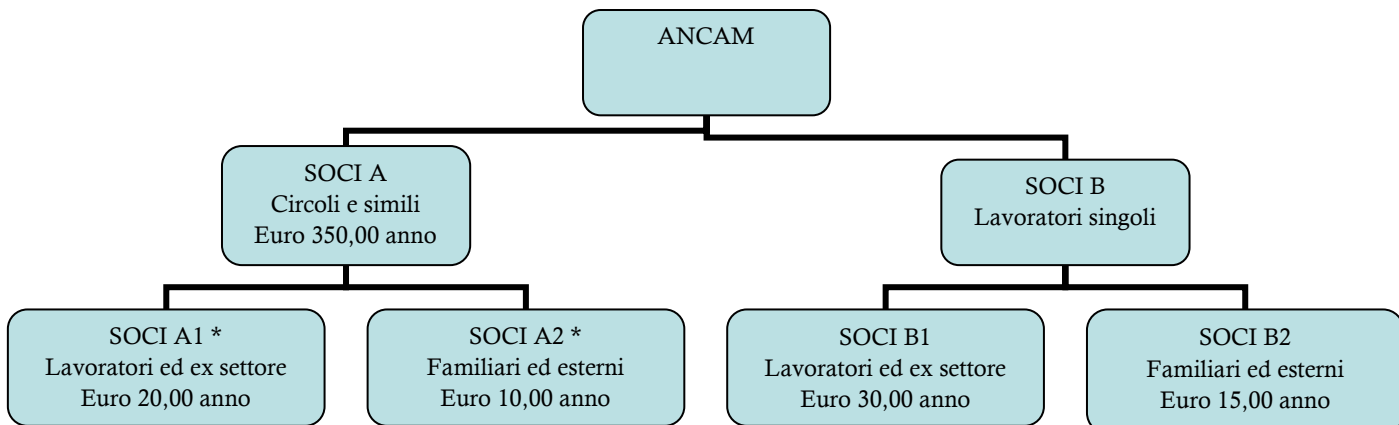 ANCAM
SOCI A
Circoli e simili
Euro 350,00 anno
SOCI B
Lavoratori singoli
SOCI A1 *
Lavoratori ed ex settore
Euro 20,00 anno
SOCI A2 *
Familiari ed esterni
Euro 10,00 anno
SOCI B1
Lavoratori ed ex settore
Euro 30,00 anno
SOCI B2
Familiari ed esterni
Euro 15,00 anno